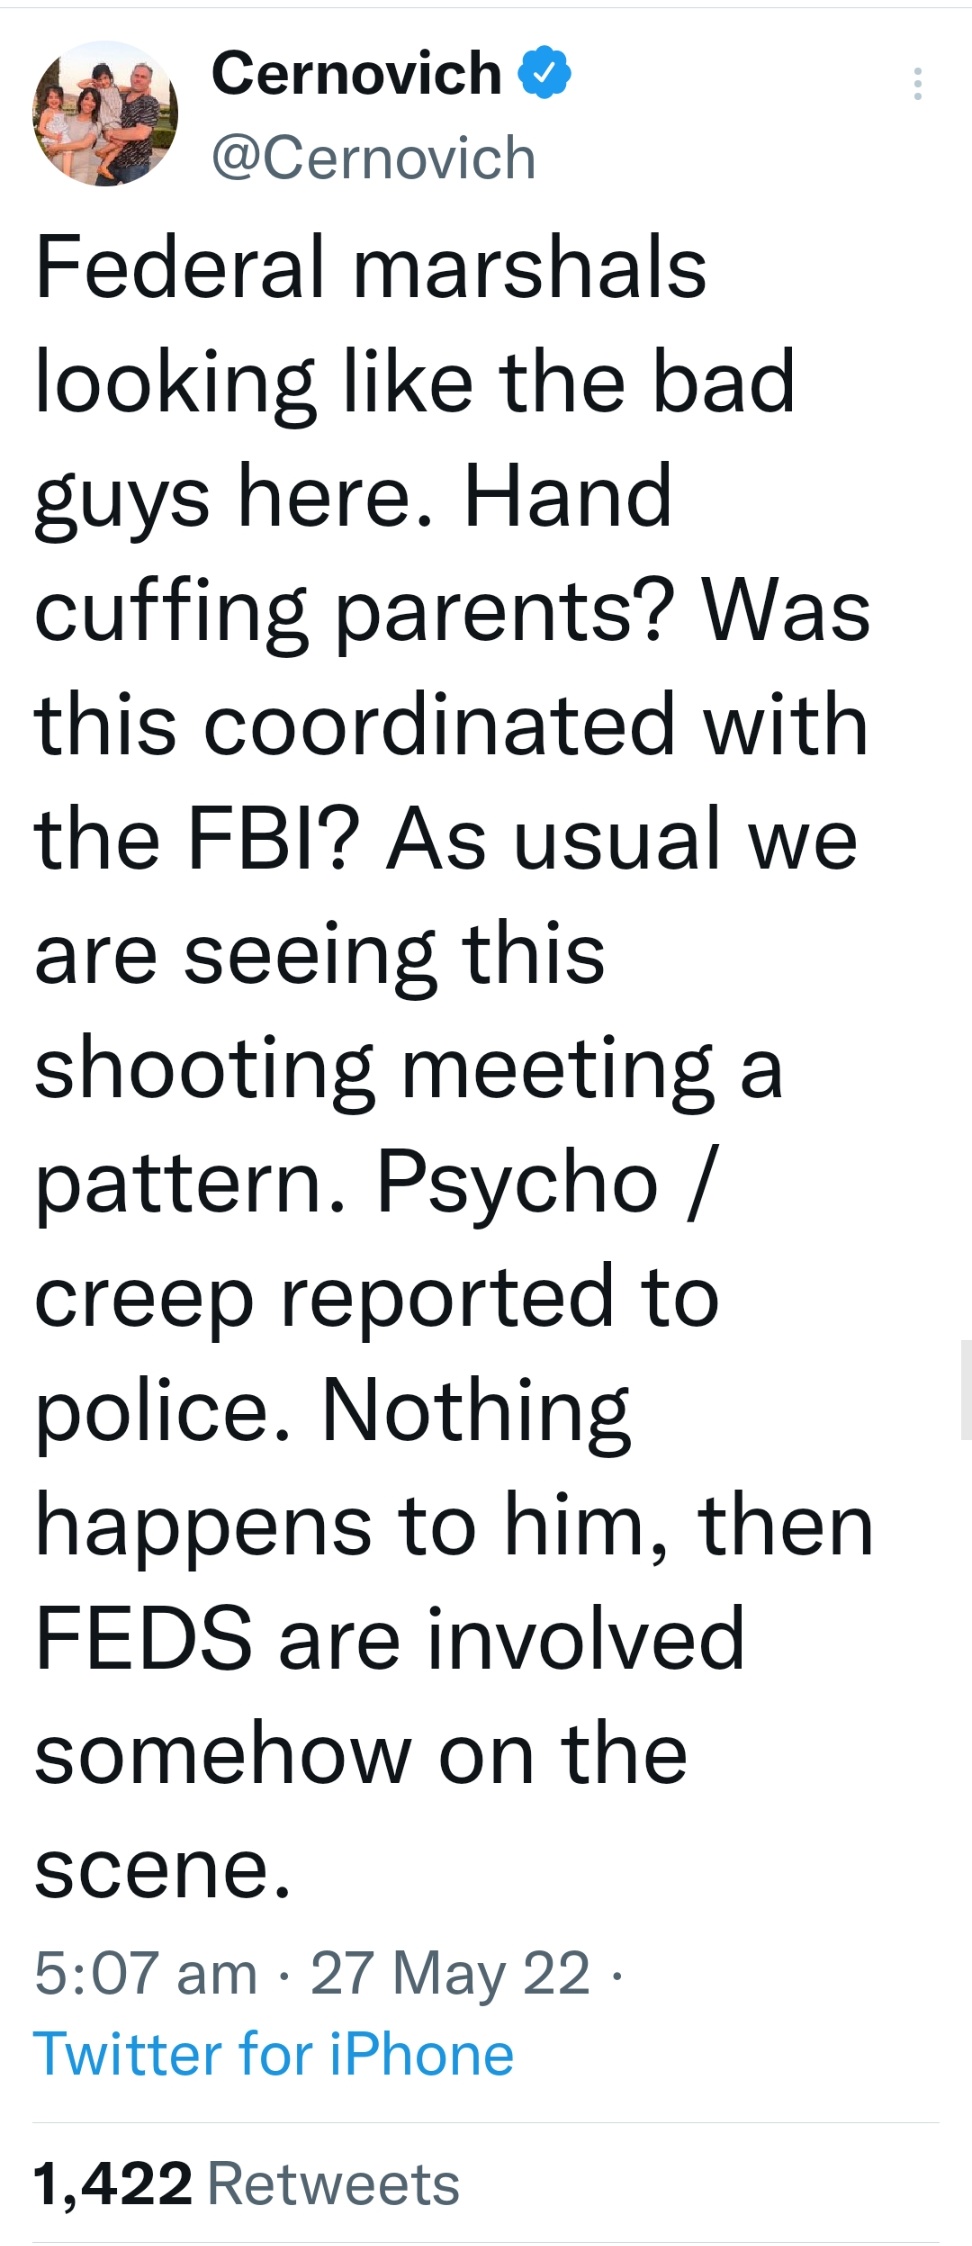 Cernovich
@Cernovich
Federal marshals
looking like the bad
guys here. Hand
cuffing parents? Was
this coordinated with
the FBI? As usual we
are seeing this
shooting meeting a
pattern. Psycho /
creep reported to
police. Nothing
happens to him, then
FEDS are involved
somehow on the
scene.
5:07 am · 27 May 22 ·
Twitter for iPhone
1,422 Retweets